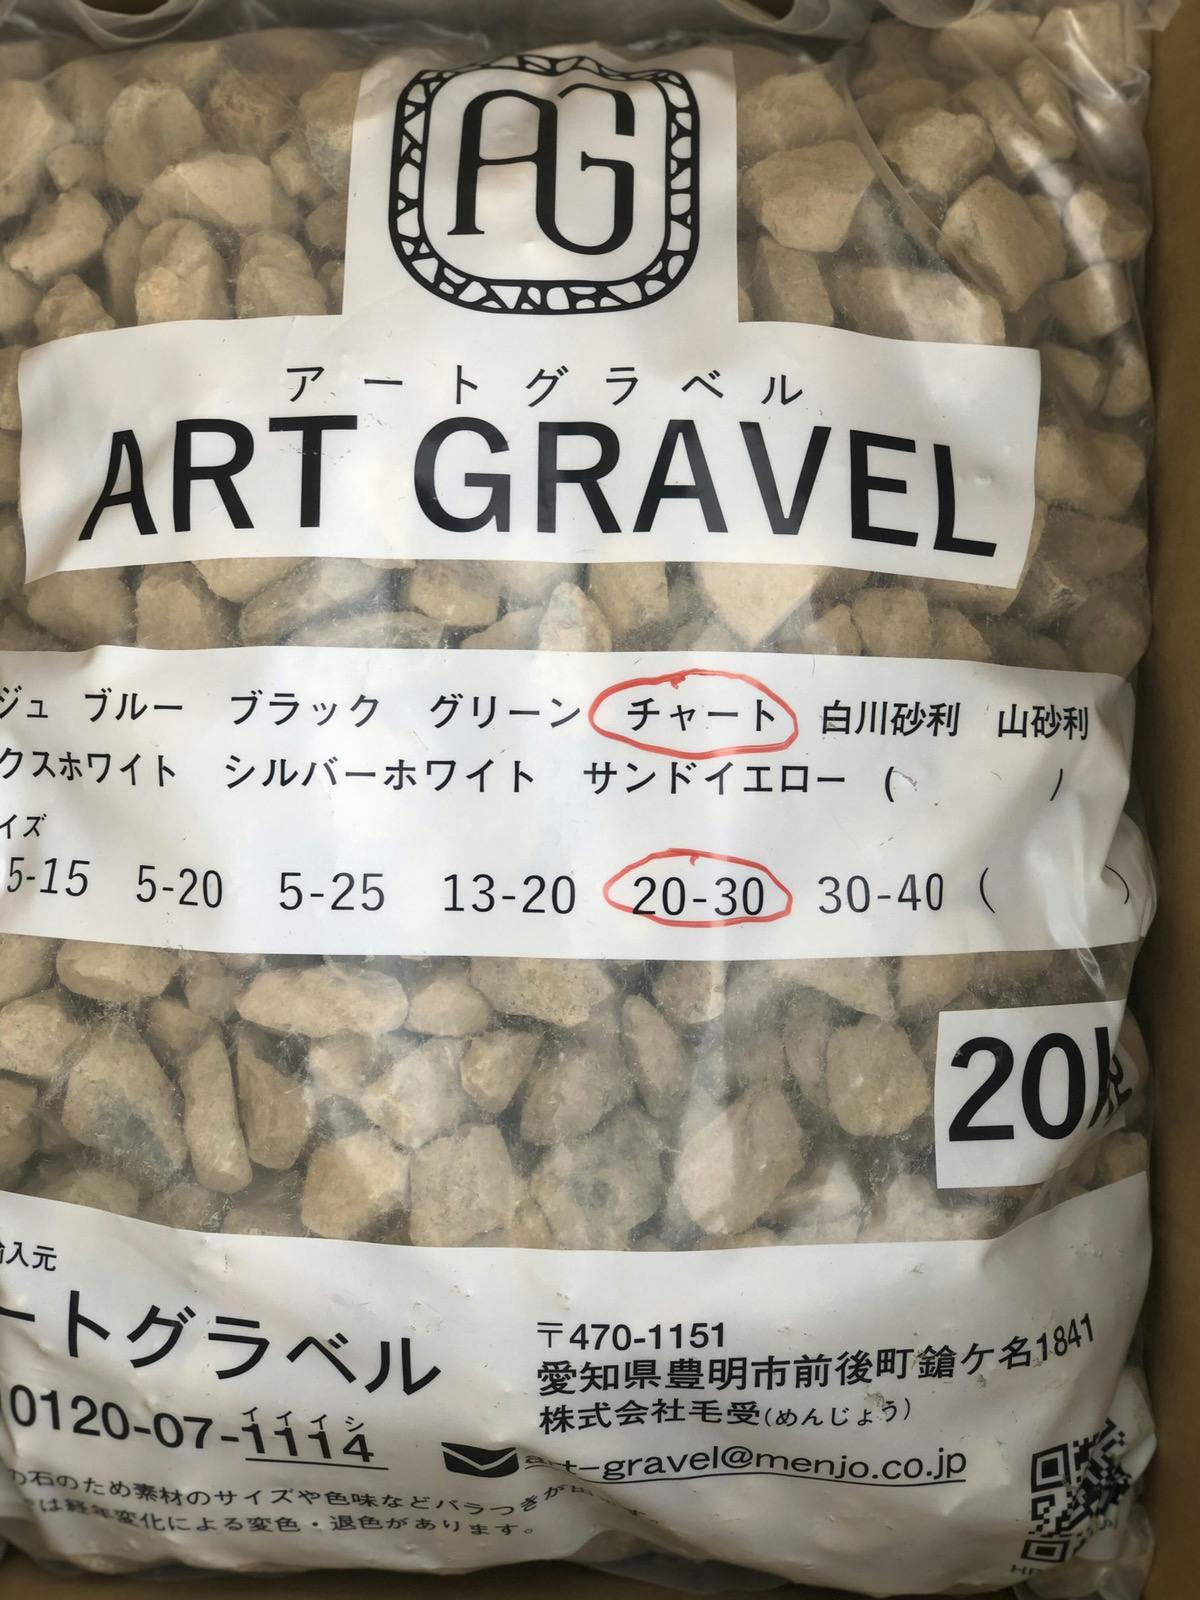 AG
アートグラベル
ART GRAVEL
ジュ ブルー ブラック グリーン チャート 白川砂利 山砂利
クスホワイト シルバーホワイト サンドイエロー ( )
イズ
5-15 5-20 5-25 13-20 20-30 30-40 ( )
20
入元
ートグラベル
イイイシ
0120-07-1114
〒470-1151
愛知県豊明市前後町鎗ケ名1841
株式会社毛受(めんじょう)
art-gravel@menjo.co.jp
の石のため素材のサイズや色味などバラつきが
は経年変化による変色・退色があります。